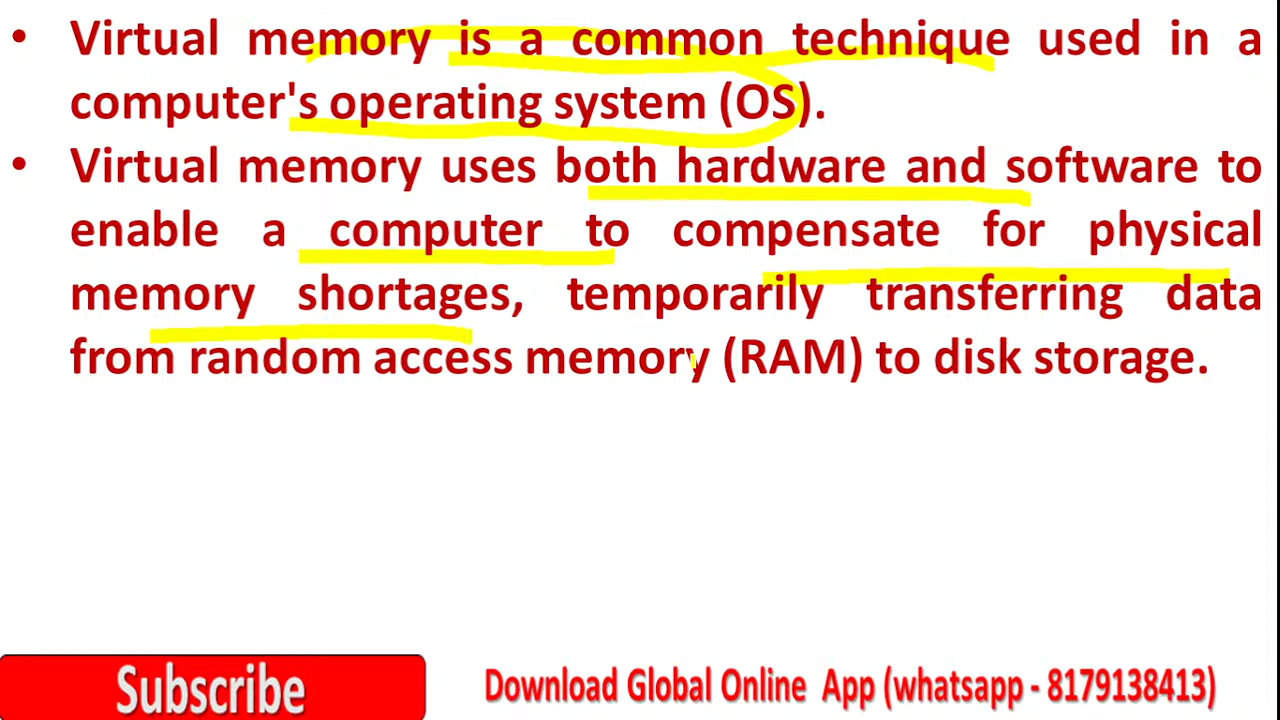 • Virtual memory is a common technique used in a
computer's operating system (OS).
• Virtual memory uses both hardware and software to
enable a computer to compensate for physical
memory shortages, temporarily transferring data
from random access memory (RAM) to disk storage.
Subscribe
Download Global Online App (whatsapp - 8179138413)